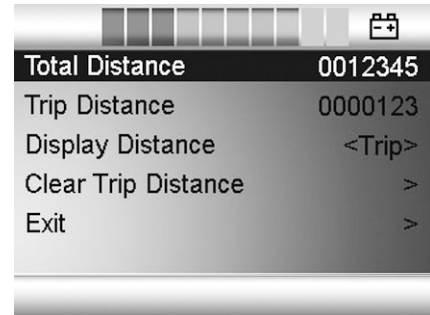 Total Distance 0012345
Trip Distance 0000123
Display Distance <Trip>
Clear Trip Distance >
Exit >